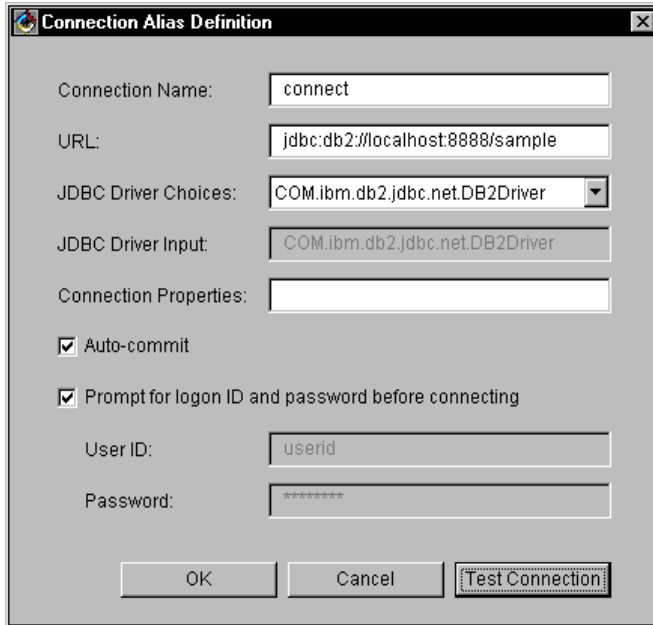 Connection Alias Definition
Connection Name: connect
URL: jdbc:db2://localhost:8888/sample
JDBC Driver Choices: COM.ibm.db2.jdbc.net.DB2Driver
JDBC Driver Input: COM.ibm.db2.jdbc.net.DB2Driver
Connection Properties:
Auto-commit
Prompt for logon ID and password before connecting
User ID: userid
Password: ********
OK Cancel Test Connection